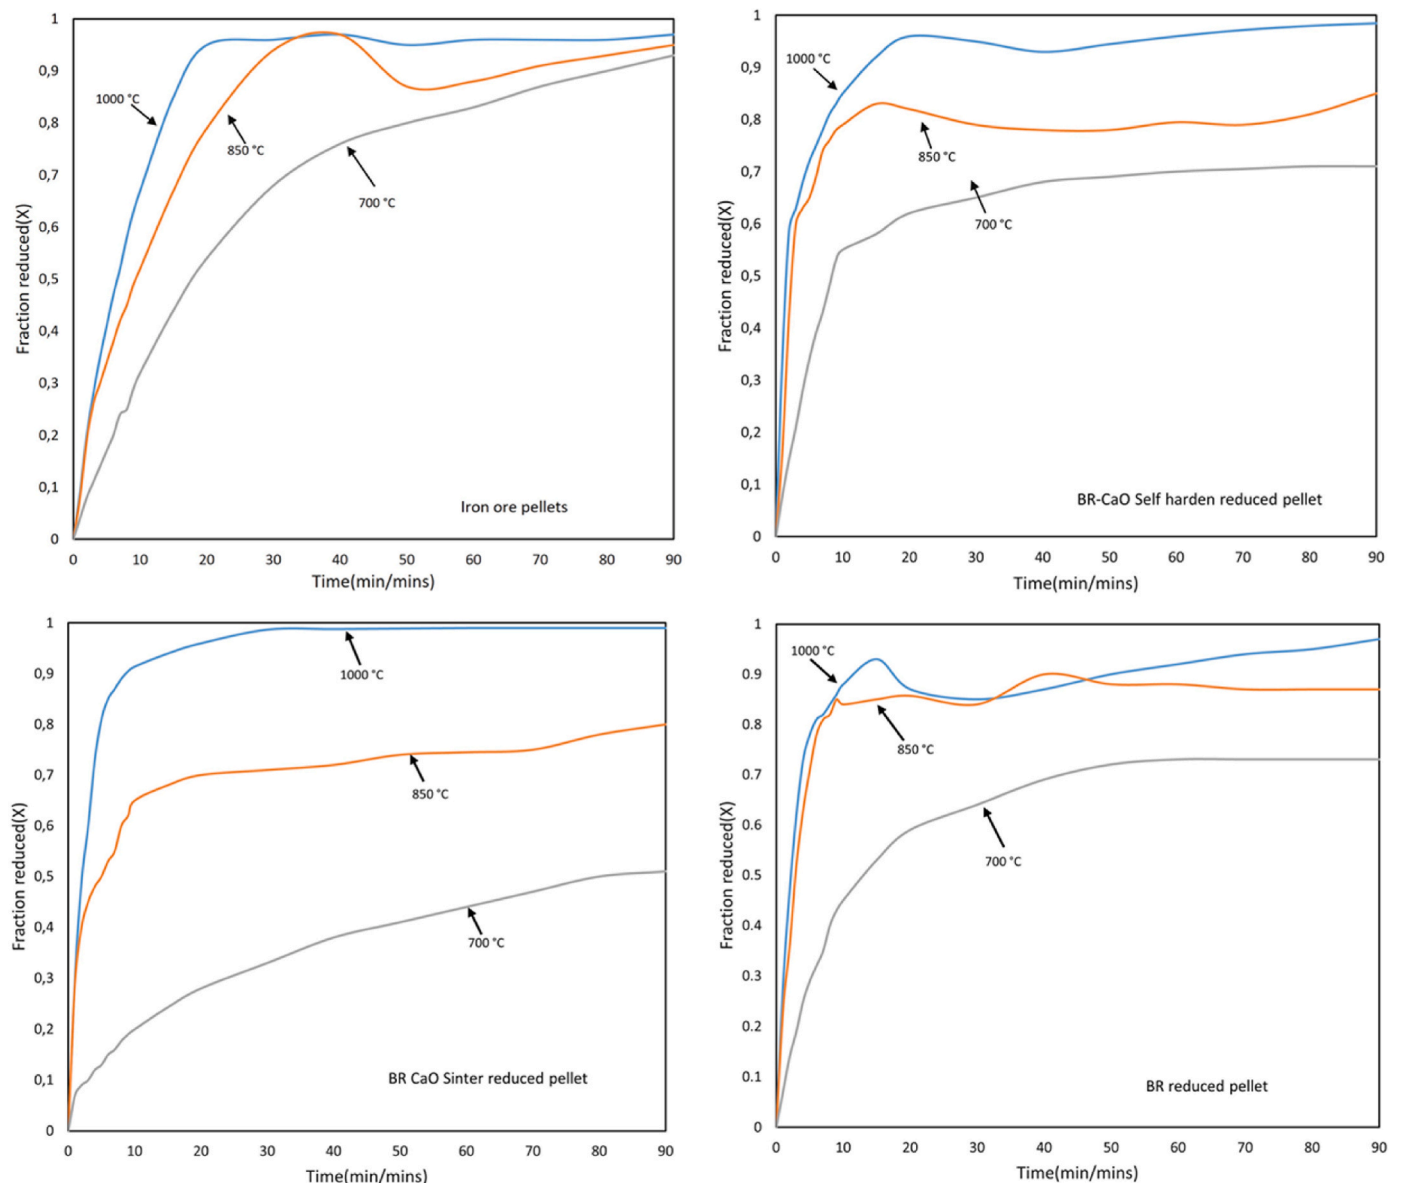 1
0,9
0,8
0,7
0,6
0,5
0,4
0,3
0,2
0,1
0
Fraction reduced(X)
1000 °C
850 °C
700 °C
Iron ore pellets
0 10 20 30 40 50 60 70 80 90
Time(min/mins)
1
0,9
0,8
0,7
0,6
0,5
0,4
0,3
0,2
0,1
0
Fraction reduced(X)
1000 °C
850 °C
700 °C
BR-CaO Self harden reduced pellet
0 10 20 30 40 50 60 70 80 90
Time(min/mins)
1
0,9
0,8
0,7
0,6
0,5
0,4
0,3
0,2
0,1
0
Fraction reduced(X)
1000 °C
850 °C
700 °C
BR CaO Sinter reduced pellet
0 10 20 30 40 50 60 70 80 90
Time(min/mins)
1
0.9
0.8
0.7
0.6
0.5
0.4
0.3
0.2
0.1
0
Fraction reduced(X)
1000 °C
850 °C
700 °C
BR reduced pellet
0 10 20 30 40 50 60 70 80 90
Time(min/mins)